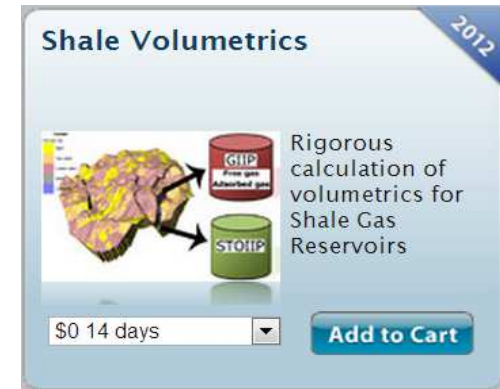 Shale Volumetrics
2012
GIIP
Free gas
Adsorbed gas
STOIIP
Rigorous
calculation of
volumetrics for
Shale Gas
Reservoirs
$0 14 days
Add to Cart